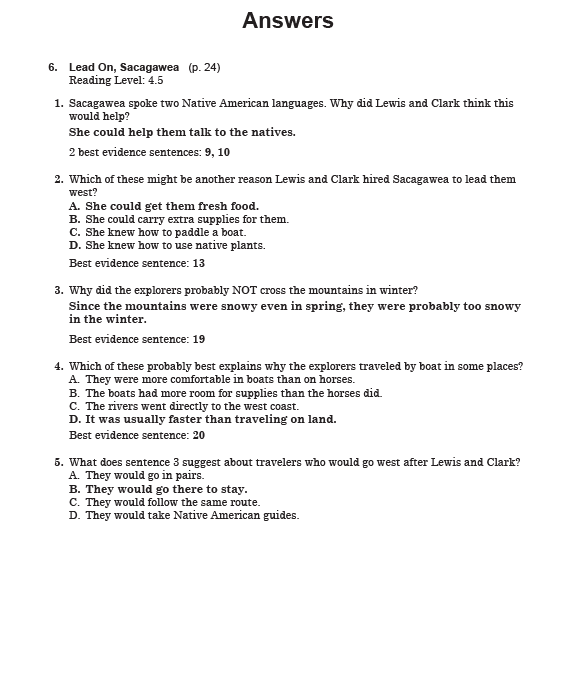 Answers
6. Lead On, Sacagawea (p. 24)
Reading Level: 4.5
1. Sacagawea spoke two Native American languages. Why did Lewis and Clark think this
would help?
She could help them talk to the natives.
2 best evidence sentences: 9, 10
2. Which of these might be another reason Lewis and Clark hired Sacagawea to lead them
west?
A. She could get them fresh food.
B. She could carry extra supplies for them.
C. She knew how to paddle a boat.
D. She knew how to use native plants.
Best evidence sentence: 13
3. Why did the explorers probably NOT cross the mountains in winter?
Since the mountains were snowy even in spring, they were probably too snowy
in the winter.
Best evidence sentence: 19
4. Which of these probably best explains why the explorers traveled by boat in some places?
A. They were more comfortable in boats than on horses.
B. The boats had more room for supplies than the horses did.
C. The rivers went directly to the west coast.
D. It was usually faster than traveling on land.
Best evidence sentence: 20
5. What does sentence 3 suggest about travelers who would go west after Lewis and Clark?
A. They would go in pairs.
B. They would go there to stay.
C. They would follow the same route.
D. They would take Native American guides.